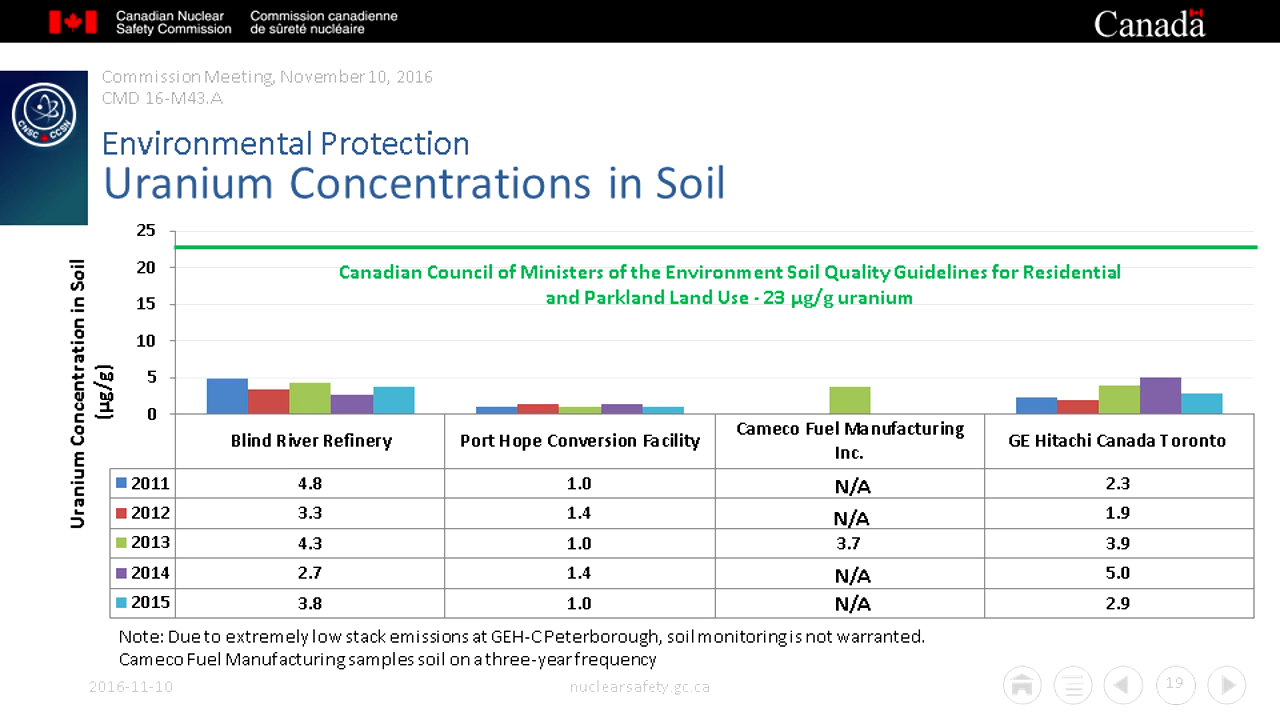 Canadian Nuclear Safety Commission
Commission canadienne de sûreté nucléaire
Canada
Commission Meeting, November 10, 2016
CMD 16-M43.A
CNSC CCSN
Environmental Protection
Uranium Concentrations in Soil
Uranium Concentration in Soil
(µg/g)
25
20
15
10
5
0
Canadian Council of Ministers of the Environment Soil Quality Guidelines for Residential
and Parkland Land Use - 23 µg/g uranium
Blind River Refinery Port Hope Conversion Facility Cameco Fuel Manufacturing Inc. GE Hitachi Canada Toronto
2011 4.8 1.0 N/A 2.3
2012 3.3 1.4 N/A 1.9
2013 4.3 1.0 3.7 3.9
2014 2.7 1.4 N/A 5.0
2015 3.8 1.0 N/A 2.9
Note: Due to extremely low stack emissions at GEH-C Peterborough, soil monitoring is not warranted.
Cameco Fuel Manufacturing samples soil on a three-year frequency
2016-11-10 nuclearsafety.gc.ca 19